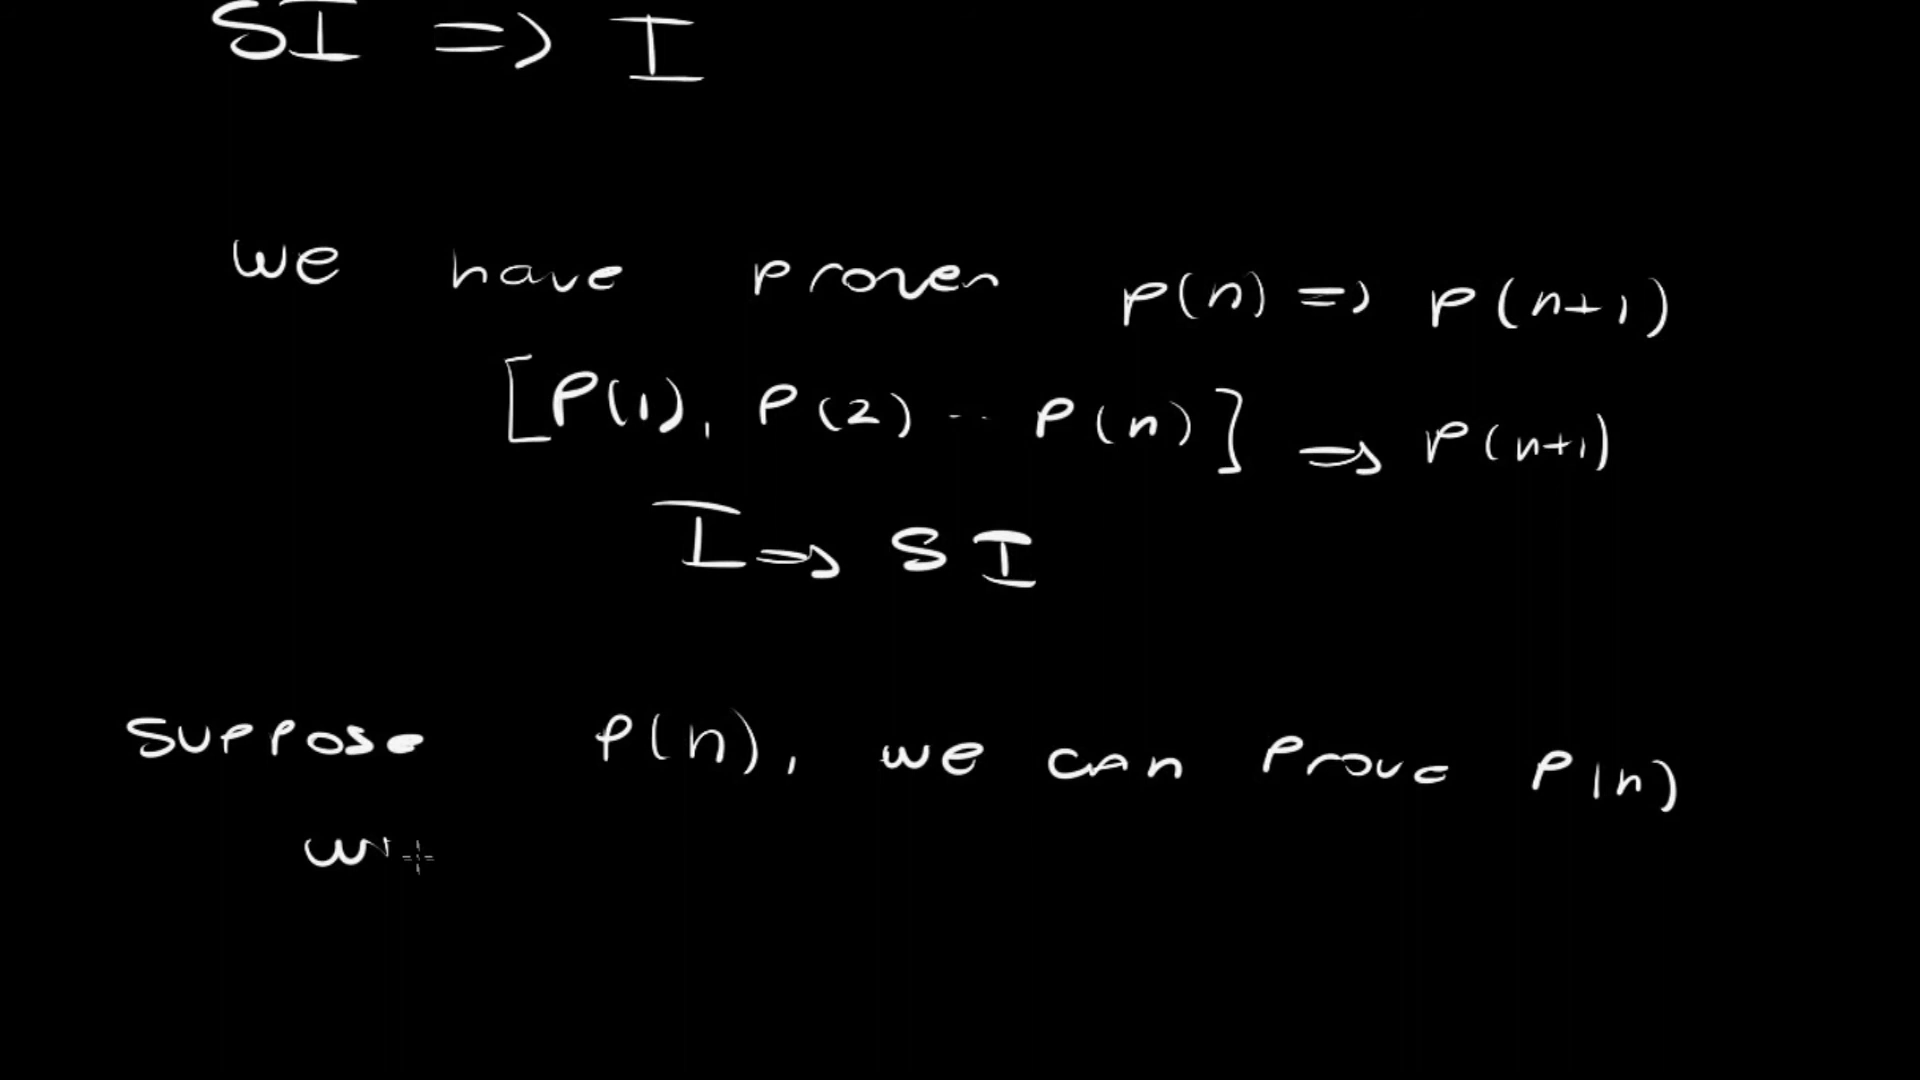 SI => I
we have proven P(n) => P(n+1)
[P(1), P(2) -- P(n)] => P(n+1)
I => SI
suppose P(n), we can prove P(n)